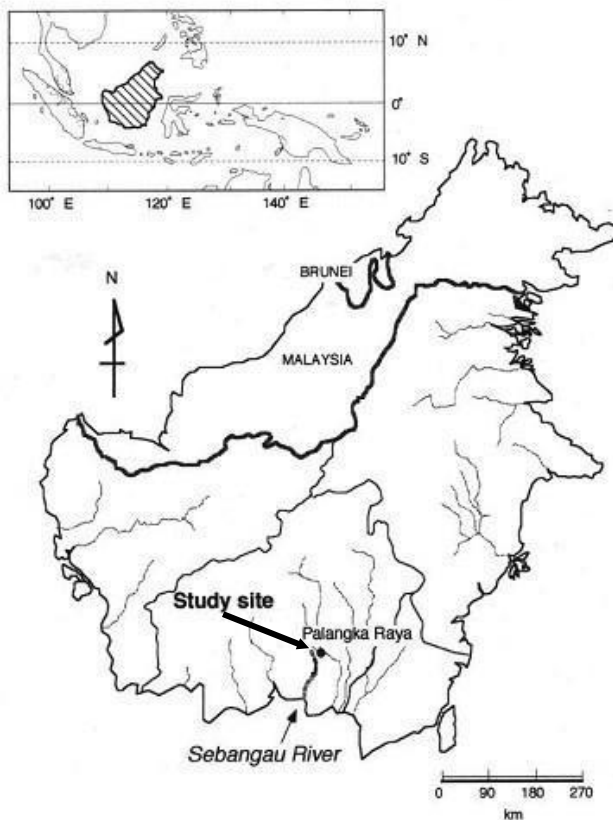 10° N
0°
10° S
100° E
120° E
140° E
N
BRUNEI
MALAYSIA
Study site
Palangka Raya
Sebangau River
0 90 180 270
km